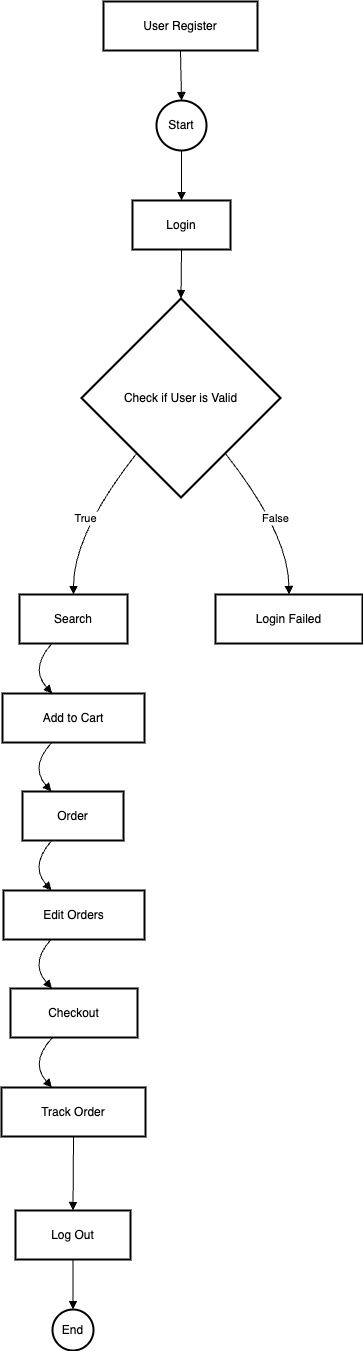 User Register
Start
Login
Check if User is Valid
True
False
Search
Login Failed
Add to Cart
Order
Edit Orders
Checkout
Track Order
Log Out
End